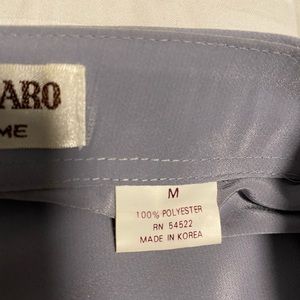 ARO
ME
M
100% POLYESTER
RN 54522
MADE IN KOREA